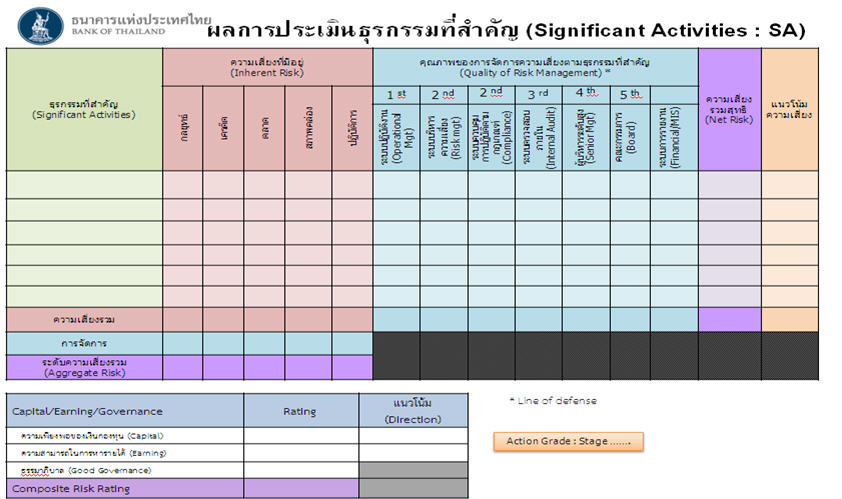 ธนาคารแห่งประเทศไทย
BANK OF THAILAND
ผลการประเมินธุรกรรมที่สำคัญ (Significant Activities : SA)
ธุรกรรมที่สำคัญ
(Significant Activities)
ความเสี่ยงที่มีอยู่
(Inherent Risk)
คุณภาพของการจัดการความเสี่ยงตามธุรกรรมที่สำคัญ
(Quality of Risk Management) *
ความเสี่ยง
รวมสุทธิ
(Net Risk)
แนวโน้ม
ความเสี่ยง
กลยุทธ์
เครดิต
ตลาด
สภาพคล่อง
ปฏิบัติการ
1 st
2 nd
2 nd
3 rd
4 th
5 th
ระบบปฏิบัติงาน
(Operational
Mgt)
ระบบบริหาร
ความเสี่ยง
(Risk mgt)
ระบบควบคุม
การปฏิบัติตาม
กฎเกณฑ์
(Compliance)
ระบบตรวจสอบ
ภายใน
(Internal Audit)
ผู้บริหารระดับสูง
(Senior Mgt)
คณะกรรมการ
(Board)
ระบบการรายงาน
(Financial/MIS)
ความเสี่ยงรวม
การจัดการ
ระดับความเสี่ยงรวม
(Aggregate Risk)
Capital/Earning/Governance
Rating
แนวโน้ม
(Direction)
ความเพียงพอของเงินกองทุน (Capital)
ความสามารถในการหารายได้ (Earning)
ธรรมาภิบาล (Good Governance)
Composite Risk Rating
* Line of defense
Action Grade : Stage .......